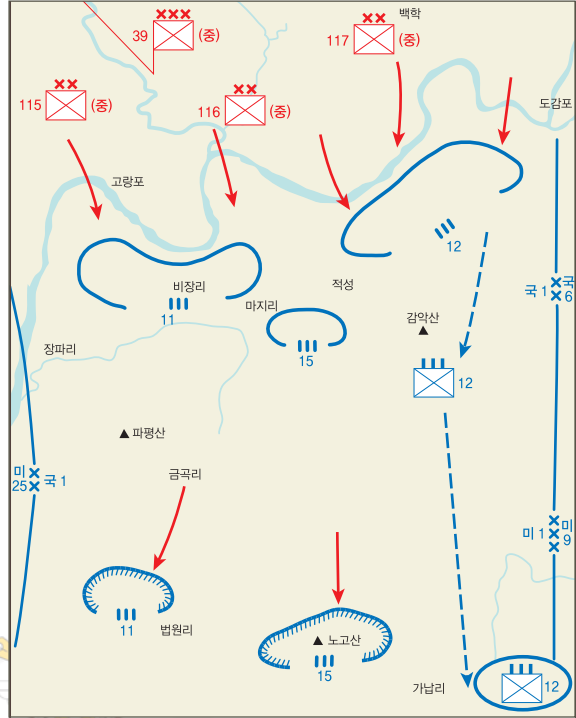 백학
39 (중)
117 (중)
115 (중)
116 (중)
도감포
고랑포
12
비장리
11
마지리
적성
국 1 국 6
감악산
15
장파리
12
파평산
미 25 국 1
금곡리
미 1 미 9
11
법원리
노고산
15
가납리
12